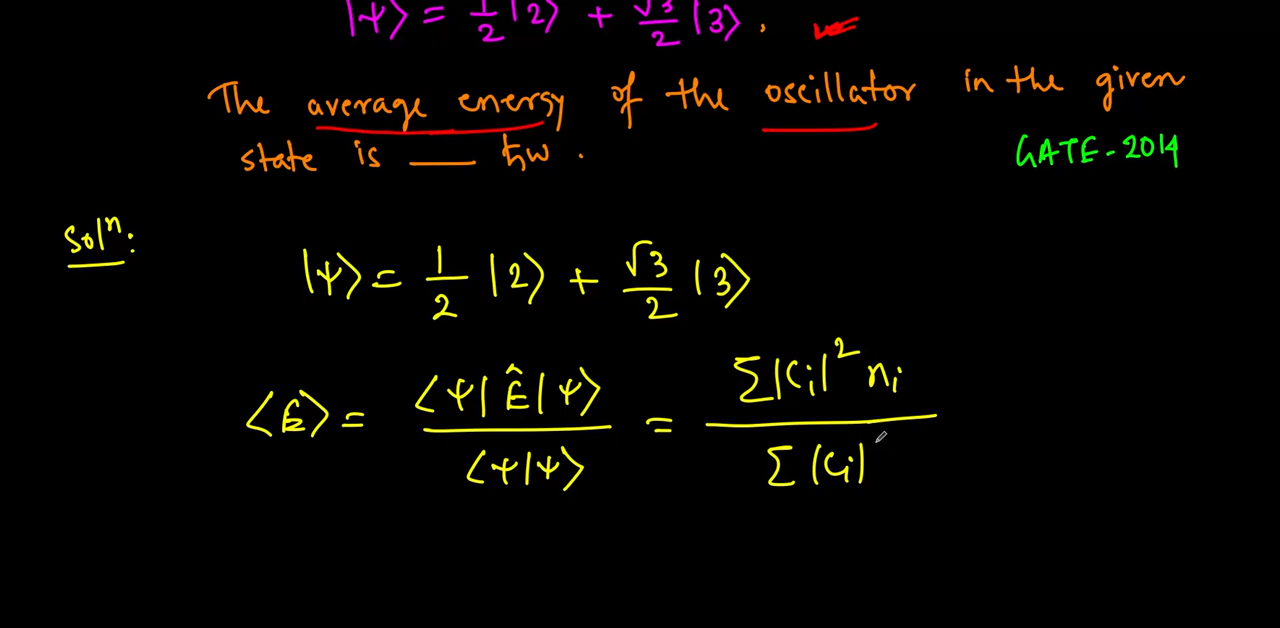 |Ψ⟩ = 1/2 |2⟩ + √3/2 |3⟩ .
The average energy of the oscillator in the given
state is ___ ħω .
GATE-2014
Solⁿ:
|Ψ⟩ = 1/2 |2⟩ + √3/2 |3⟩
⟨E⟩ = ⟨Ψ|Ê|Ψ⟩ / ⟨Ψ|Ψ⟩ = Σ|Ci|² ni / Σ|Ci|